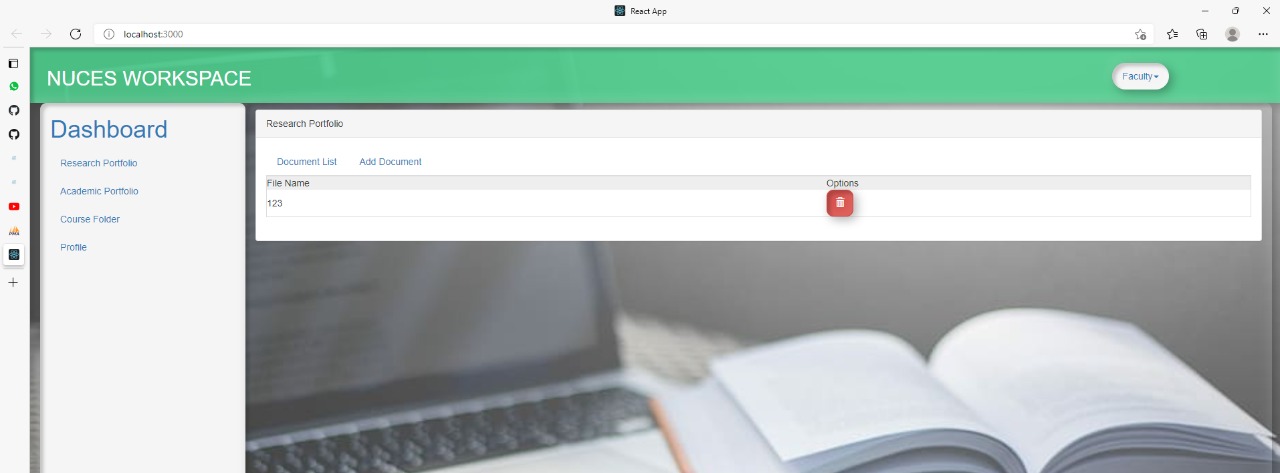 React App
localhost:3000
NUCES WORKSPACE
Faculty
Dashboard
Research Portfolio
Academic Portfolio
Course Folder
Profile
Research Portfolio
Document List Add Document
File Name Options
123